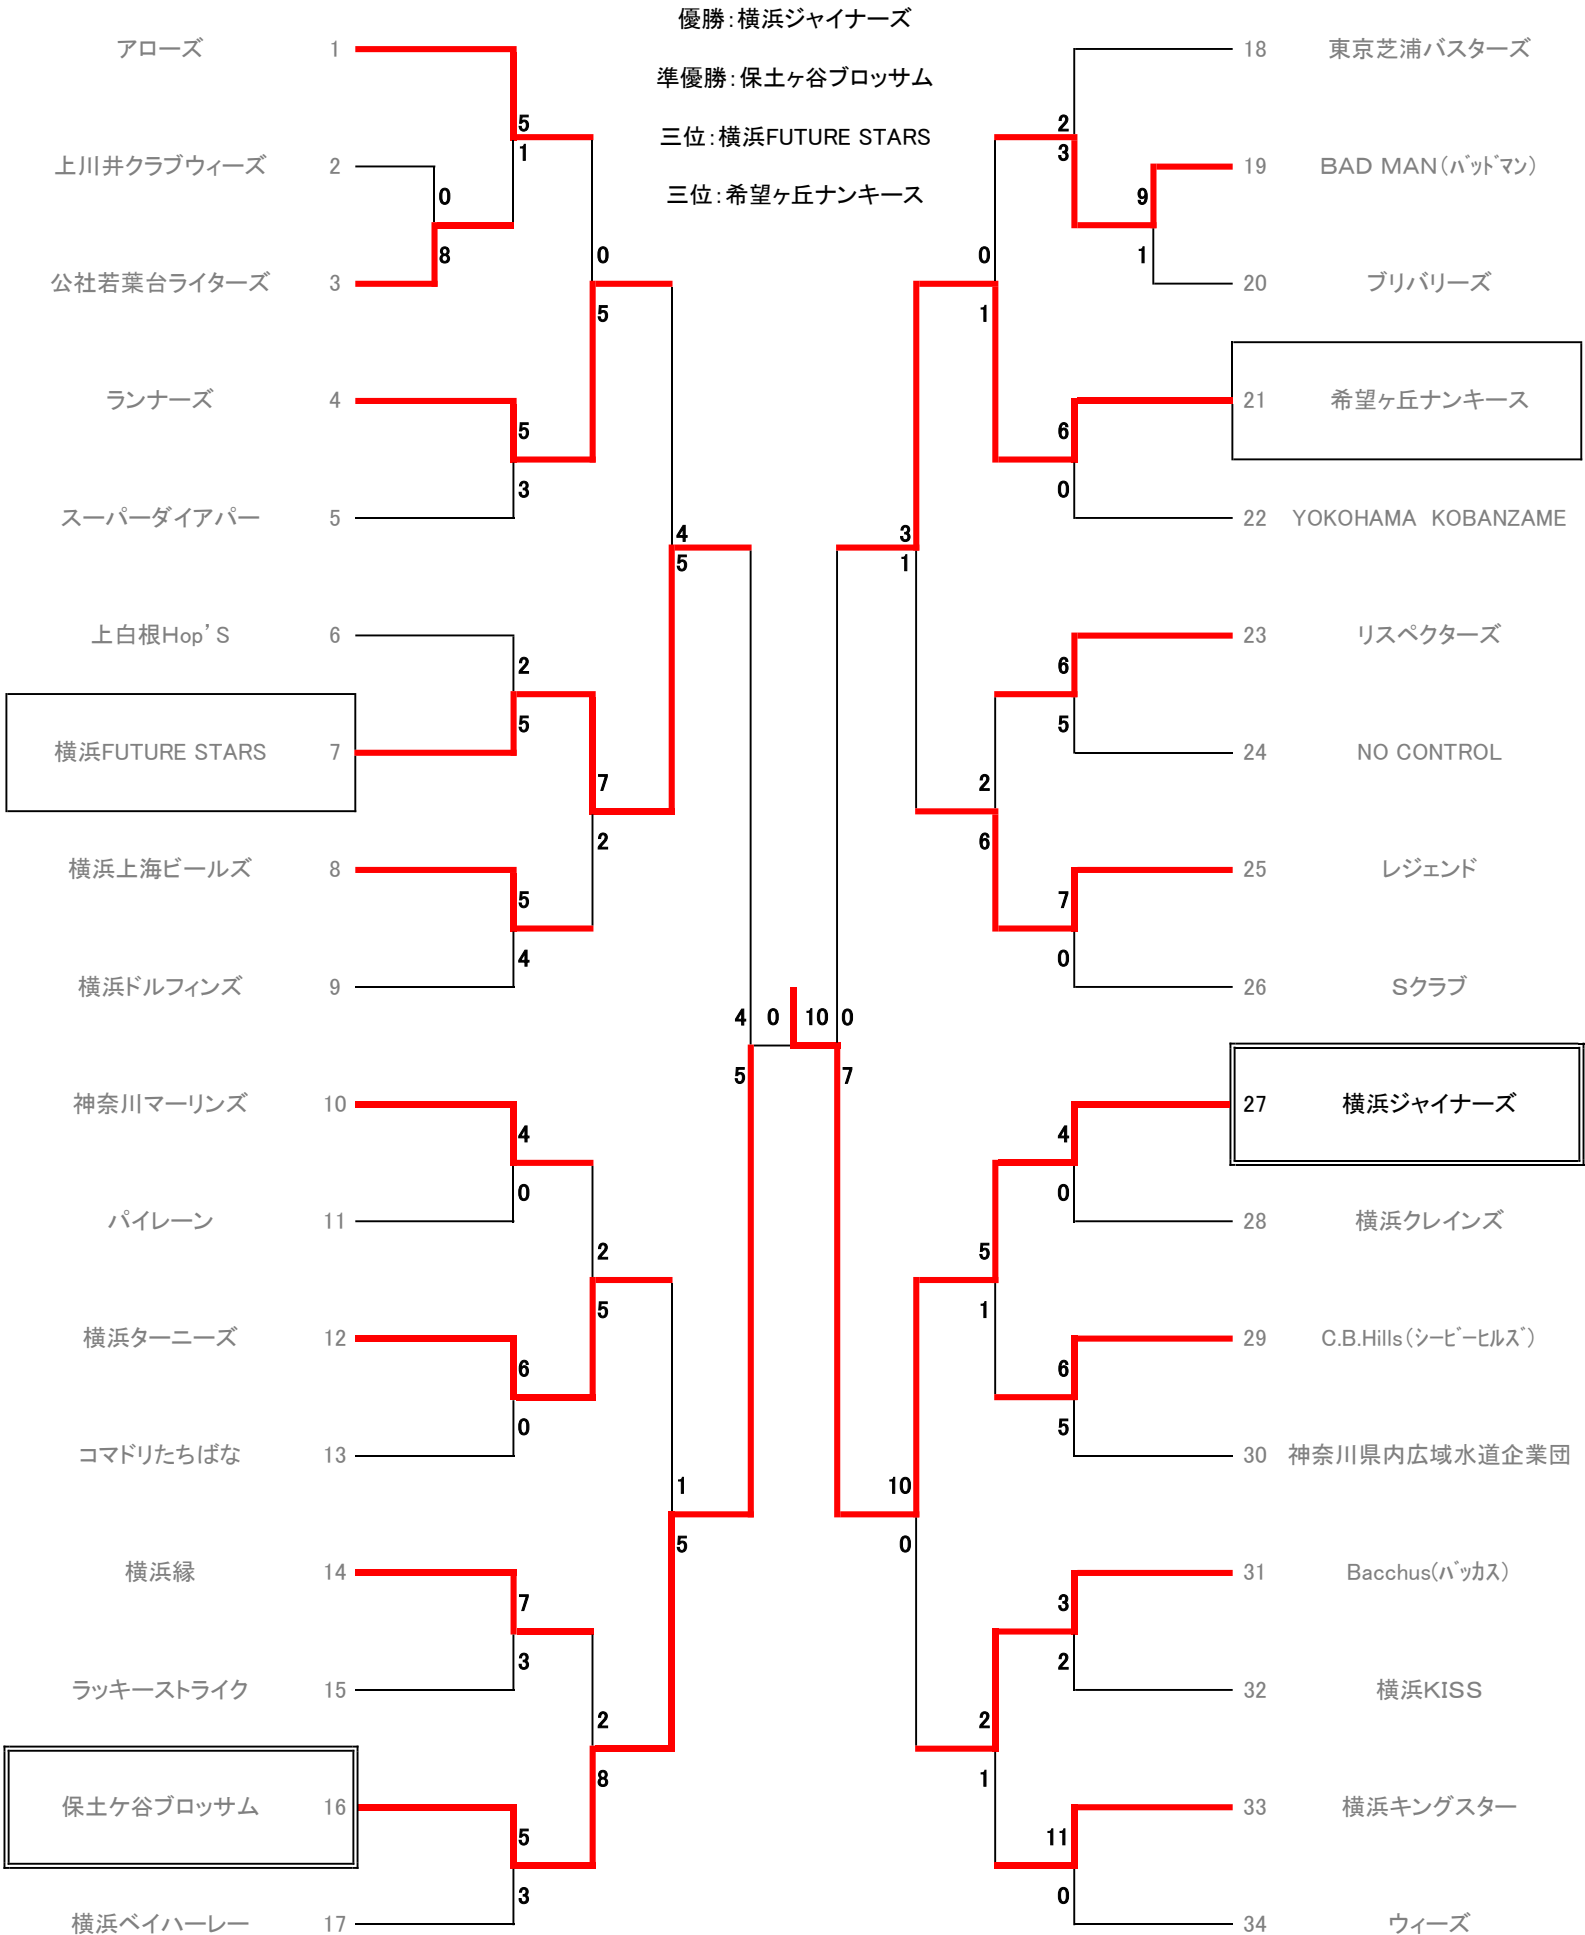 優勝：横浜ジャイナーズ
準優勝：保土ヶ谷ブロッサム
三位：横浜FUTURE STARS
三位：希望ヶ丘ナンキース
アローズ 1
上川井クラブウィーズ 2
公社若葉台ライターズ 3
ランナーズ 4
スーパーダイアパー 5
上白根Hop'S 6
横浜FUTURE STARS 7
横浜上海ビールズ 8
横浜ドルフィンズ 9
神奈川マーリンズ 10
パイレーン 11
横浜ターニーズ 12
コマドリたちばな 13
横浜縁 14
ラッキーストライク 15
保土ケ谷ブロッサム 16
横浜ベイハーレー 17
5
1
0
8
0
5
5
3
4
5
2
5
7
2
5
4
4 0 10 0
5 7
4
0
2
5
6
0
1
5
7
3
2
8
5
3
2
3
9
1
0
1
6
0
3
1
6
5
2
6
7
0
4
0
5
1
6
5
10
0
3
2
2
1
11
0
18 東京芝浦バスターズ
19 BAD MAN（ﾊﾞｯﾄﾞﾏﾝ）
20 ブリバリーズ
21 希望ヶ丘ナンキース
22 YOKOHAMA KOBANZAME
23 リスペクターズ
24 NO CONTROL
25 レジェンド
26 Sクラブ
27 横浜ジャイナーズ
28 横浜クレインズ
29 C.B.Hills（ｼｰﾋﾞｰﾋﾙｽﾞ）
30 神奈川県内広域水道企業団
31 Bacchus(ﾊﾞｯｶｽ)
32 横浜KISS
33 横浜キングスター
34 ウィーズ